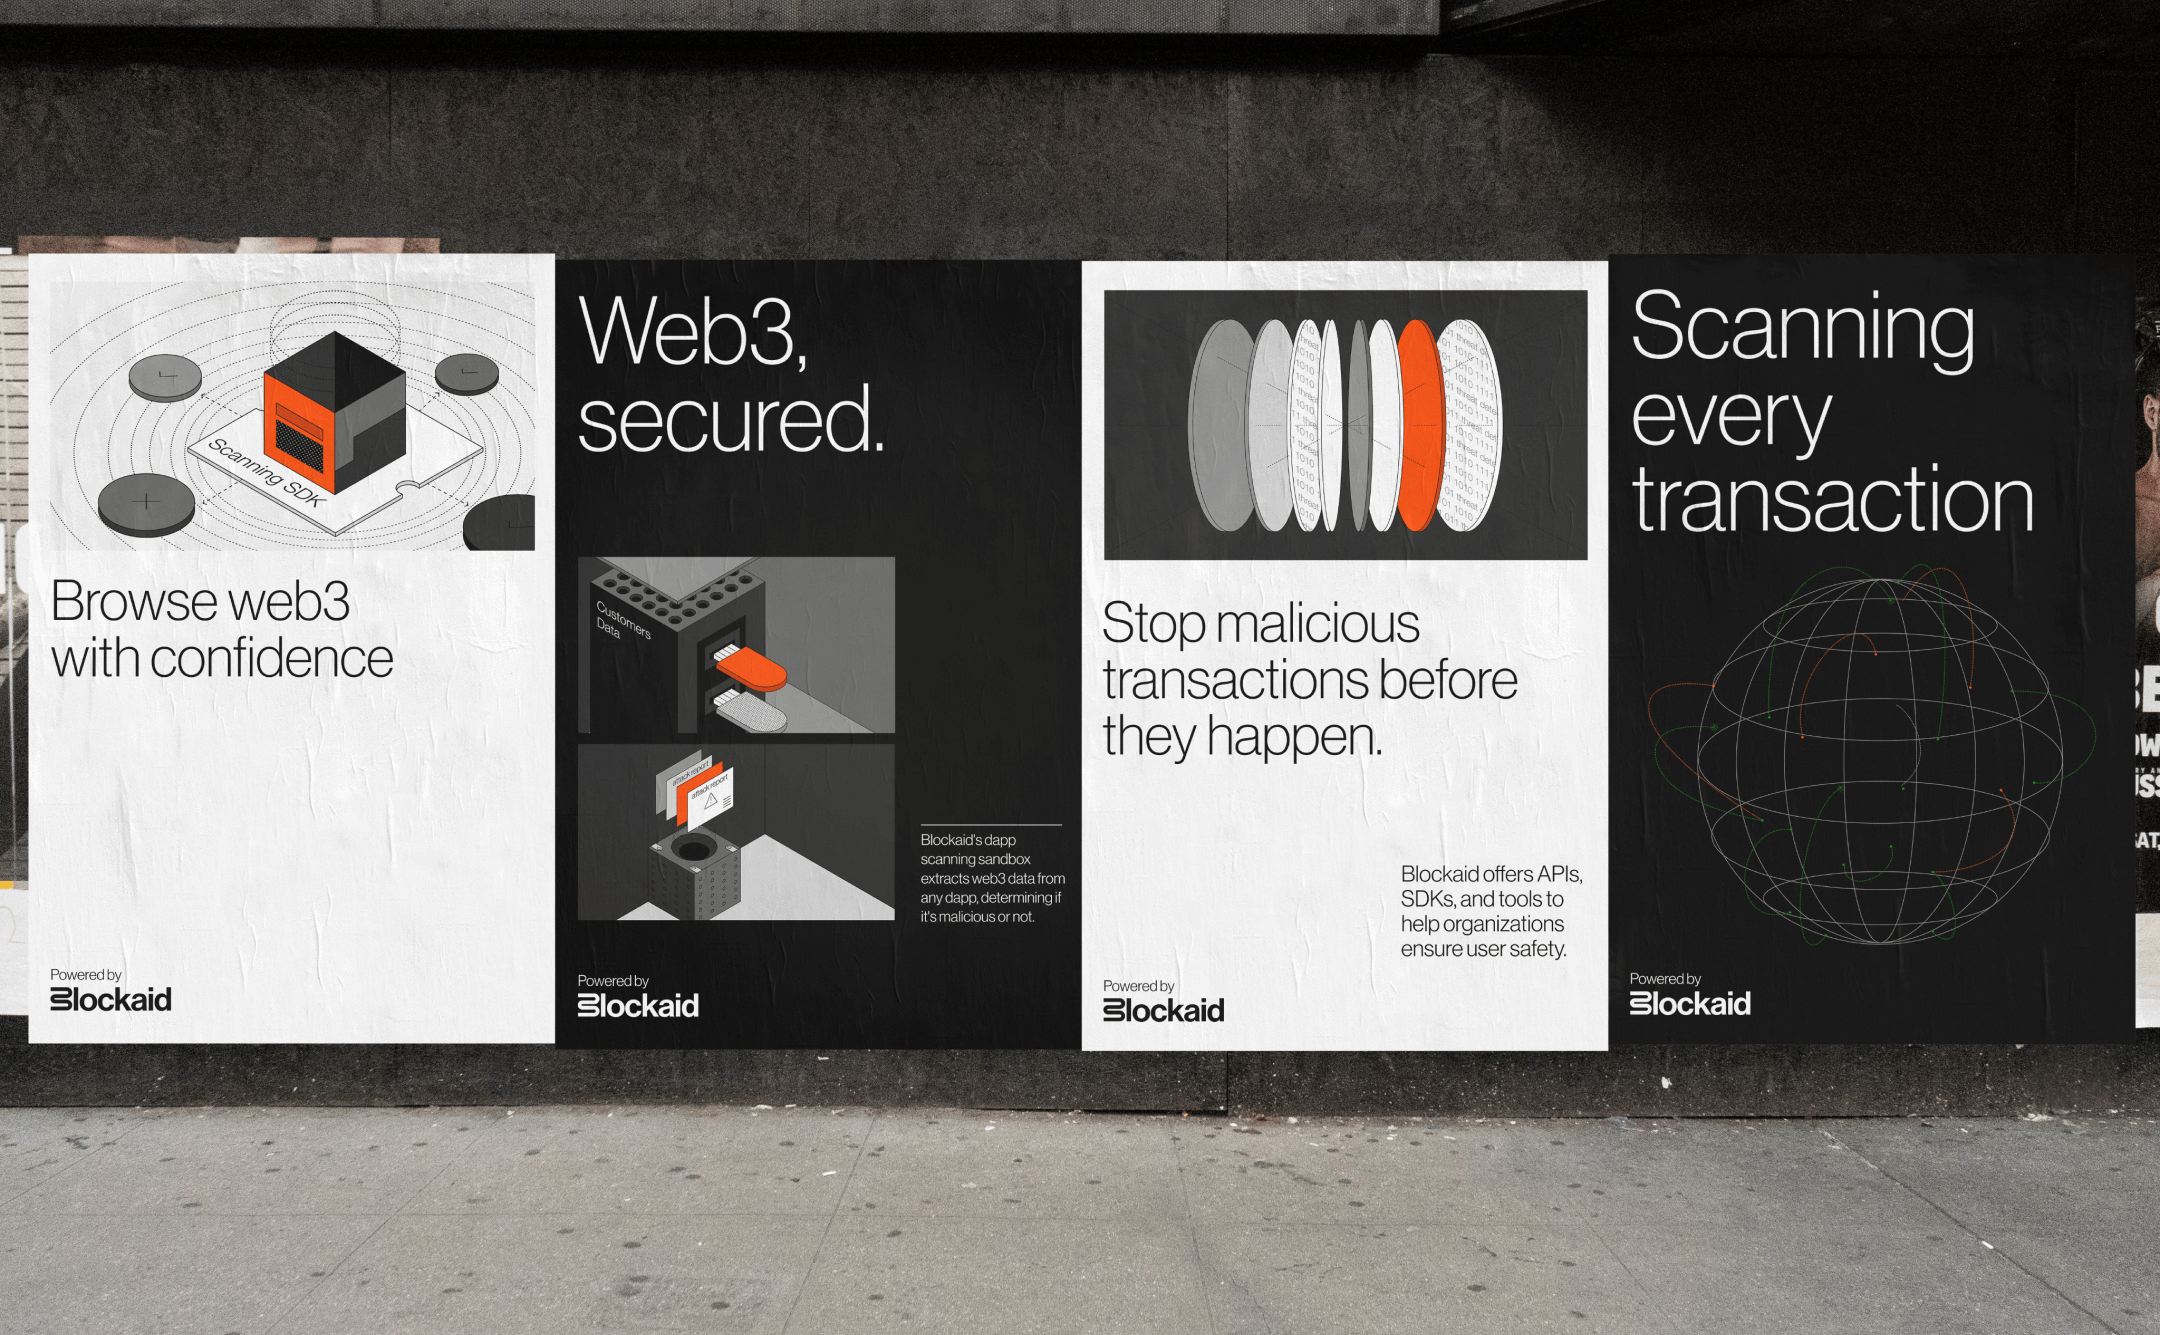 Scanning SDK
Browse web3
with confidence
Powered by
Blockaid
Web3,
secured.
Customers
Data
attack report
attack report
Blockaid's dapp
scanning sandbox
extracts web3 data from
any dapp, determining if
it's malicious or not.
Powered by
Blockaid
Stop malicious
transactions before
they happen.
Blockaid offers APIs,
SDKs, and tools to
help organizations
ensure user safety.
Powered by
Blockaid
Scanning
every
transaction
Powered by
Blockaid